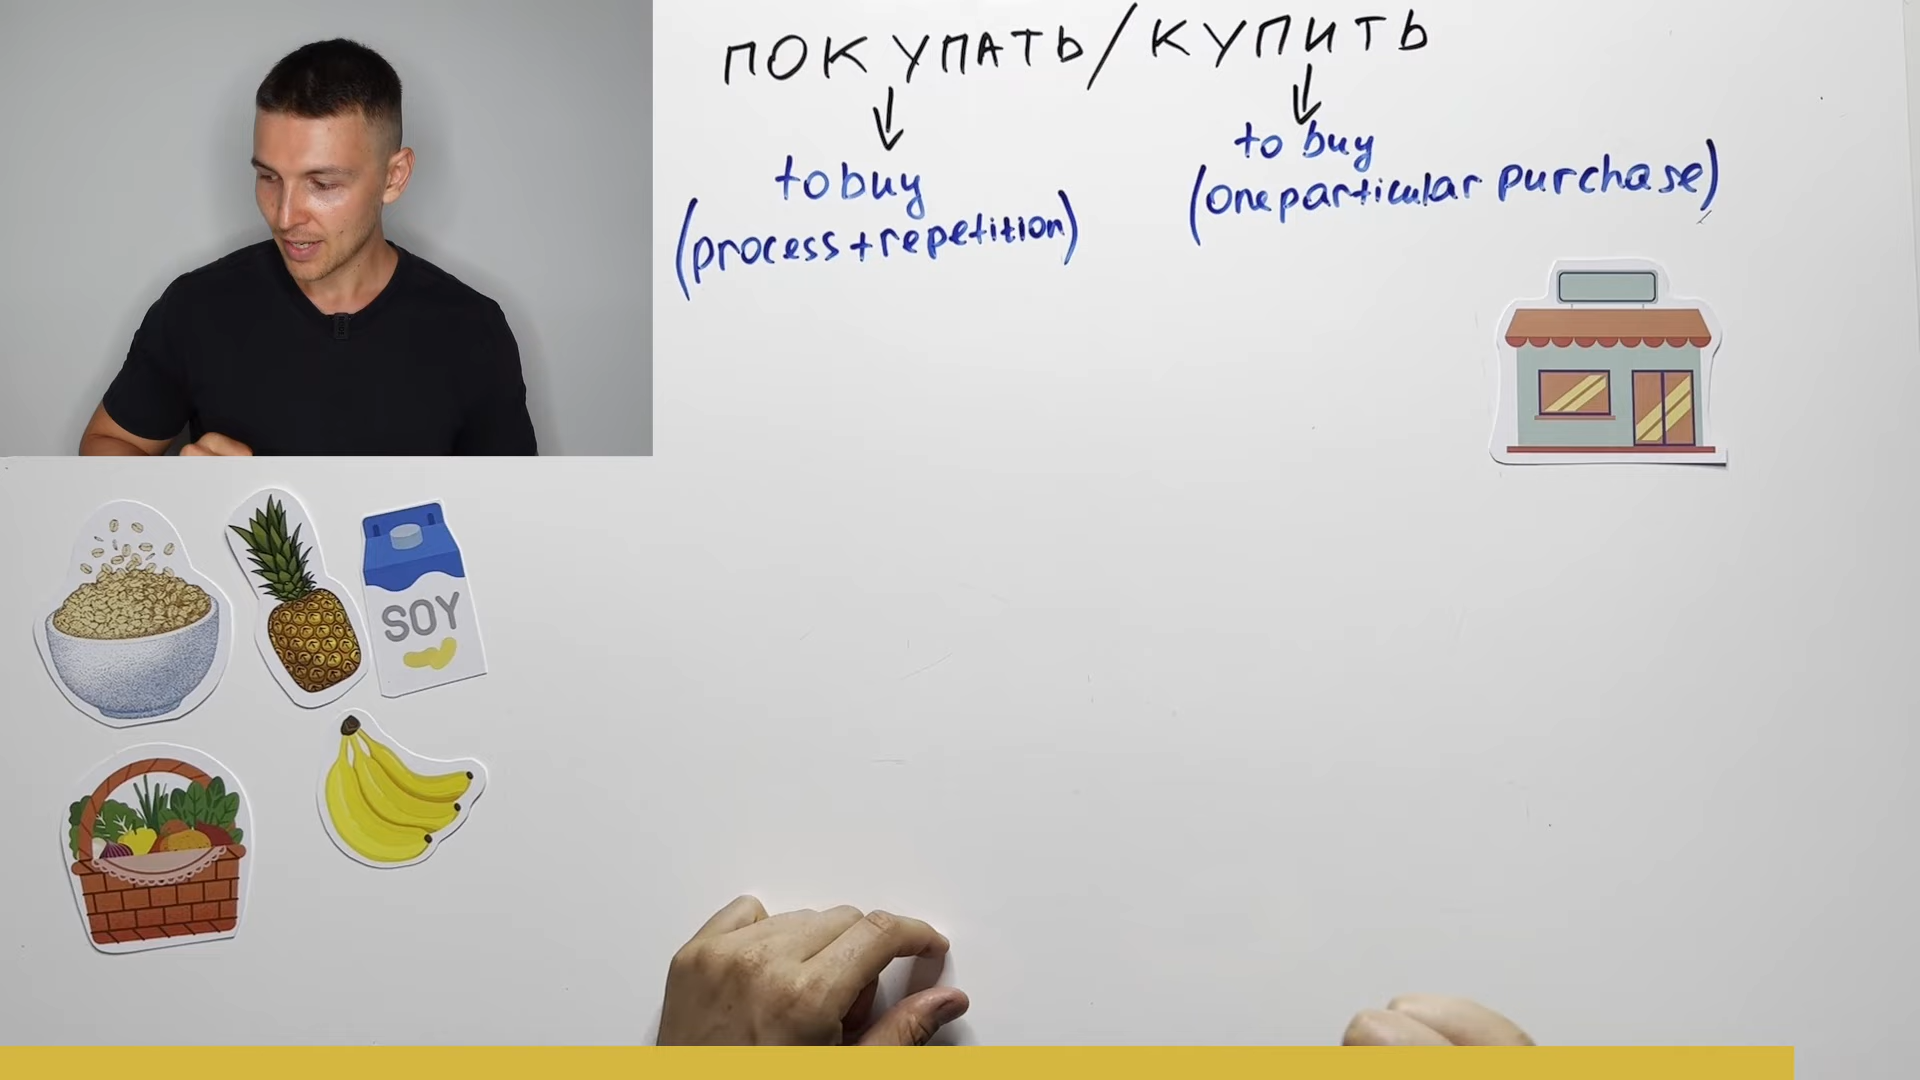 ПОКУПАТЬ/КУПИТЬ
to buy
(process+repetition)
to buy
(one particular purchase)
SOY